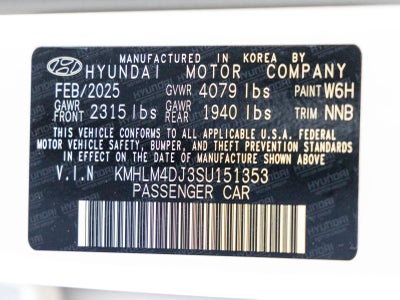 MANUFACTURED IN KOREA BY
HYUNDAI MOTOR COMPANY
FEB/2025 GVWR 4079 lbs PAINT W6H
GAWR FRONT 2315 lbs GAWR REAR 1940 lbs TRIM NNB
THIS VEHICLE CONFORMS TO ALL APPLICABLE U.S.A. FEDERAL
MOTOR VEHICLE SAFETY, BUMPER, AND THEFT PREVENTION STANDARDS
IN EFFECT ON THE DATE OF MANUFACTURE SHOWN ABOVE.
V.I.N KMHLM4DJ3SU151353
PASSENGER CAR